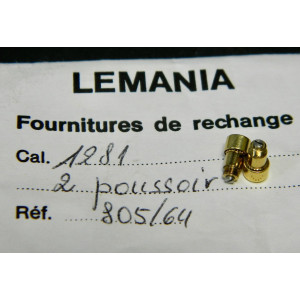 LEMANIA
Fournitures de rechange
Cal. 1281
2 poussoir
Réf. 805/64